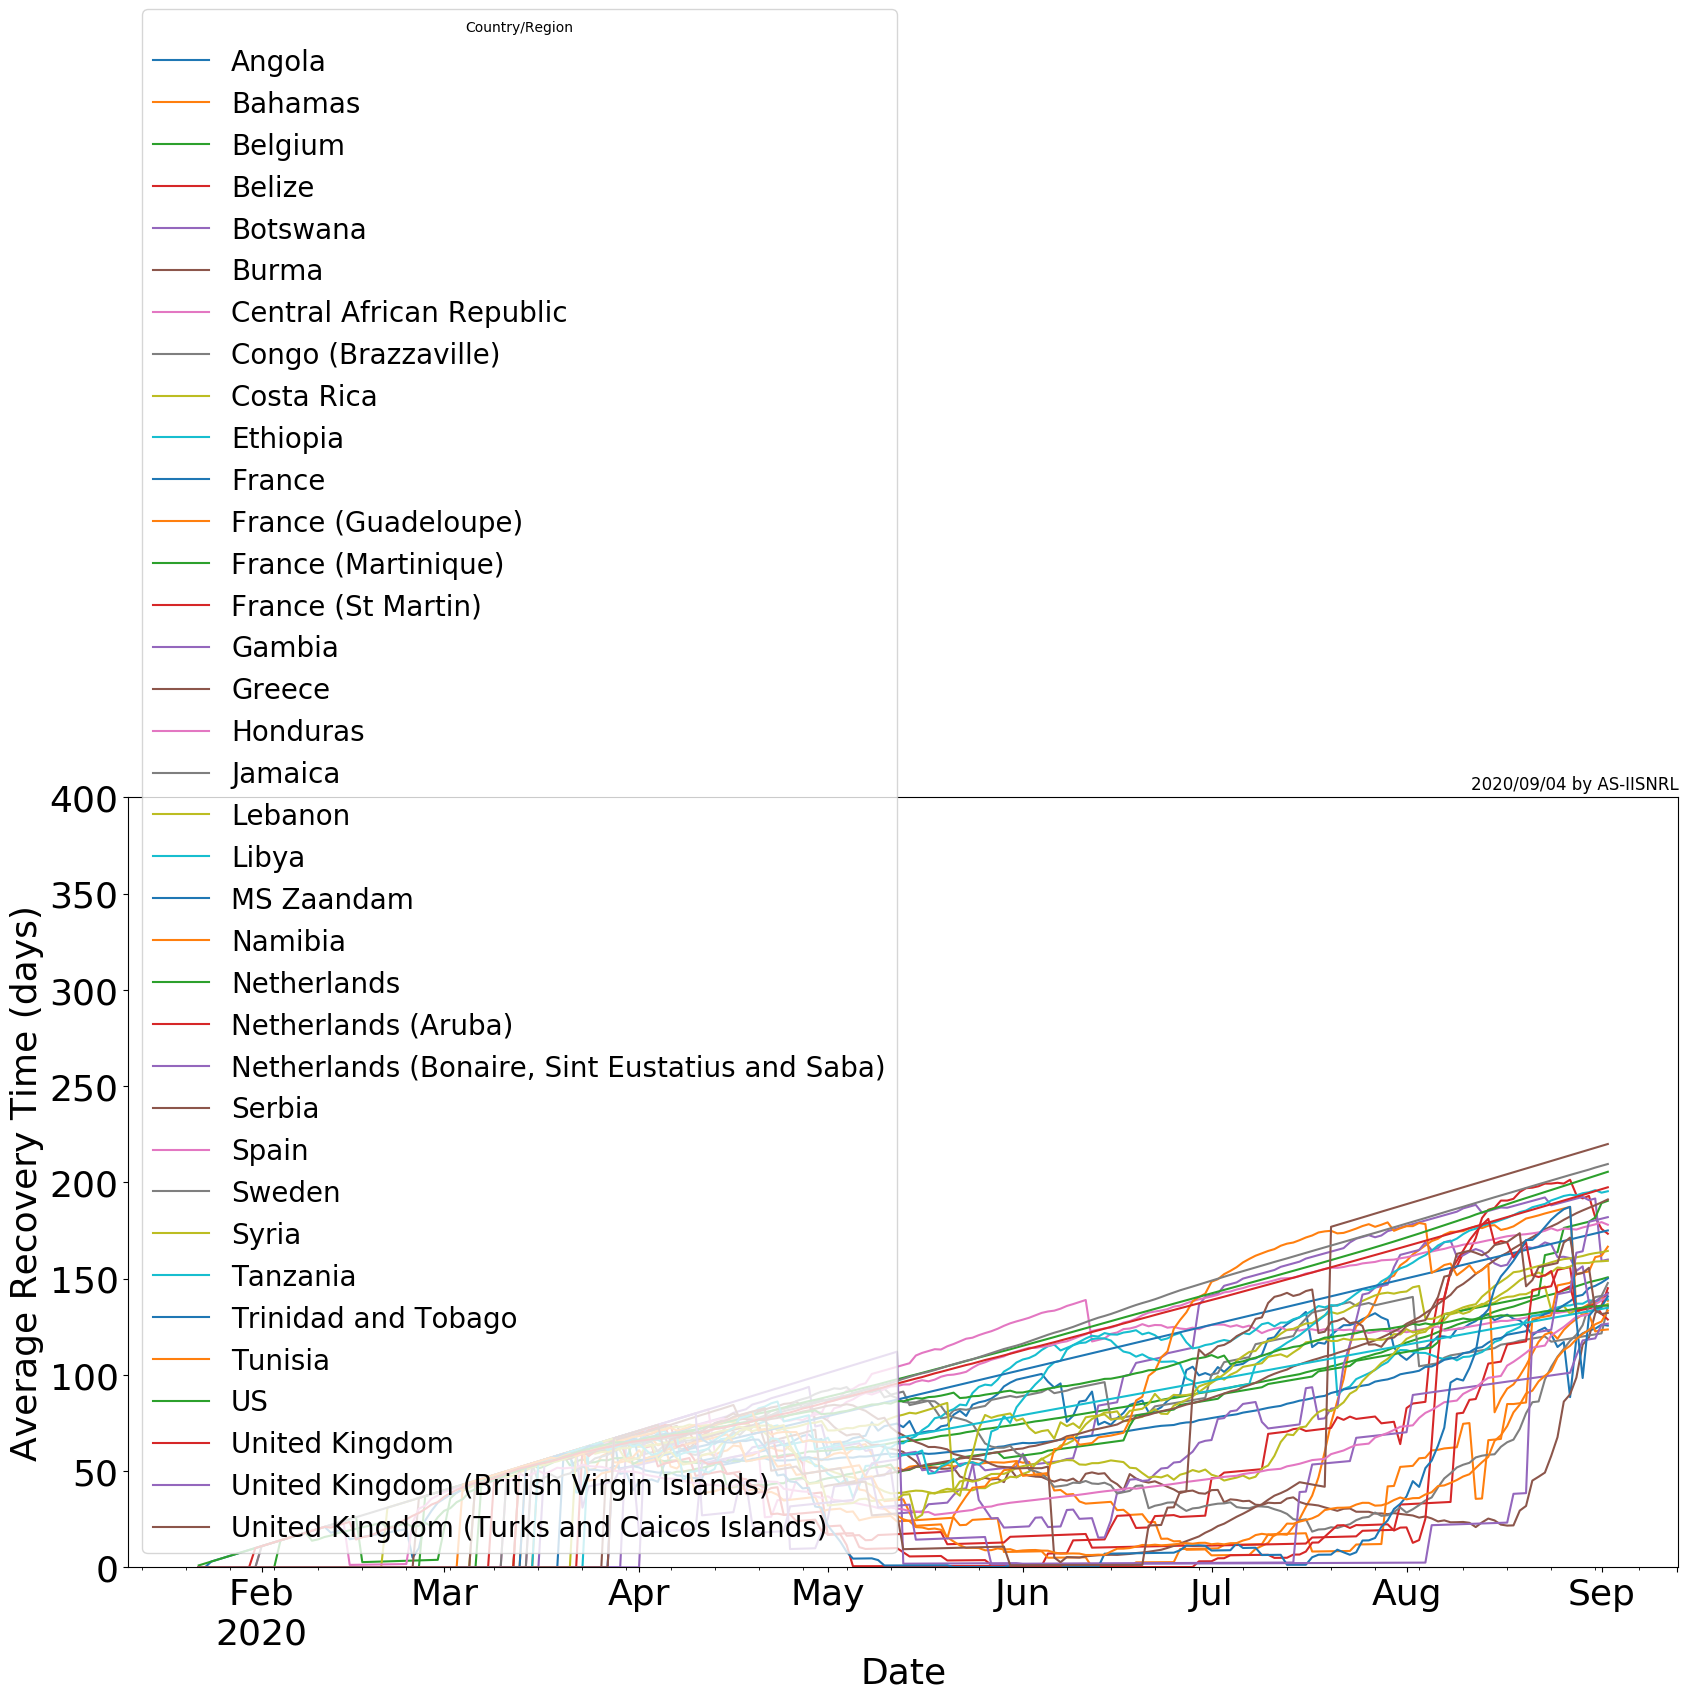 Country/Region
Angola
Bahamas
Belgium
Belize
Botswana
Burma
Central African Republic
Congo (Brazzaville)
Costa Rica
Ethiopia
France
France (Guadeloupe)
France (Martinique)
France (St Martin)
Gambia
Greece
Honduras
Jamaica
Lebanon
Libya
MS Zaandam
Namibia
Netherlands
Netherlands (Aruba)
Netherlands (Bonaire, Sint Eustatius and Saba)
Serbia
Spain
Sweden
Syria
Tanzania
Trinidad and Tobago
Tunisia
US
United Kingdom
United Kingdom (British Virgin Islands)
United Kingdom (Turks and Caicos Islands)
2020/09/04 by AS-IISNRL
400
350
300
250
200
150
100
50
0
Average Recovery Time (days)
Feb
Mar
Apr
May
Jun
Jul
Aug
Sep
2020
Date